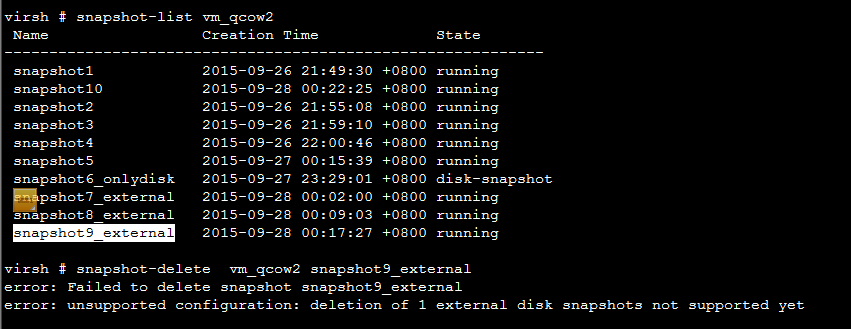 virsh # snapshot-list vm_qcow2
Name Creation Time State
------------------------------------------------------------
snapshot1 2015-09-26 21:49:30 +0800 running
snapshot10 2015-09-28 00:22:25 +0800 running
snapshot2 2015-09-26 21:55:08 +0800 running
snapshot3 2015-09-26 21:59:10 +0800 running
snapshot4 2015-09-26 22:00:46 +0800 running
snapshot5 2015-09-27 00:15:39 +0800 running
snapshot6_onlydisk 2015-09-27 23:29:01 +0800 disk-snapshot
snapshot7_external 2015-09-28 00:02:00 +0800 running
snapshot8_external 2015-09-28 00:09:03 +0800 running
snapshot9_external 2015-09-28 00:17:27 +0800 running
virsh # snapshot-delete vm_qcow2 snapshot9_external
error: Failed to delete snapshot snapshot9_external
error: unsupported configuration: deletion of 1 external disk snapshots not supported yet